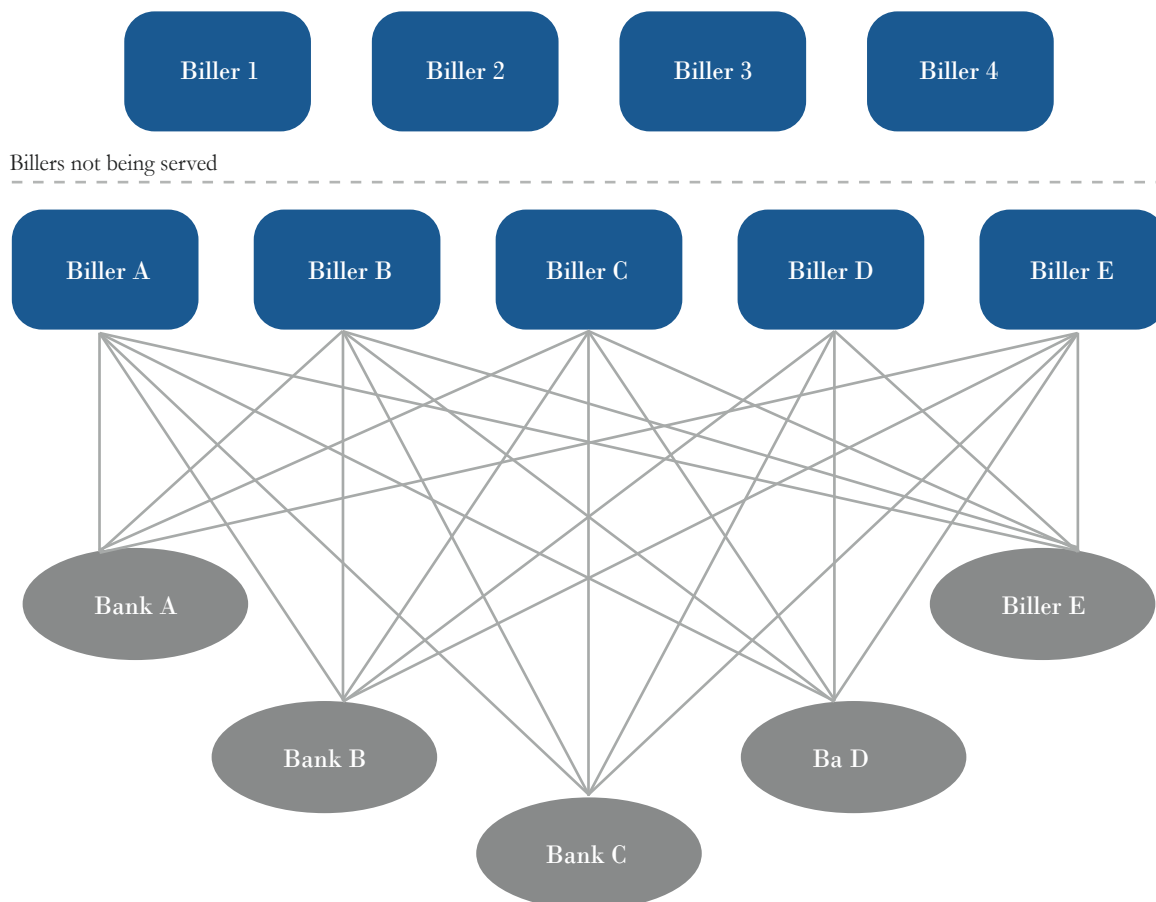 Biller 1
Biller 2
Biller 3
Biller 4
Billers not being served
Biller A
Biller B
Biller C
Biller D
Biller E
Bank A
Biller E
Bank B
Ba D
Bank C